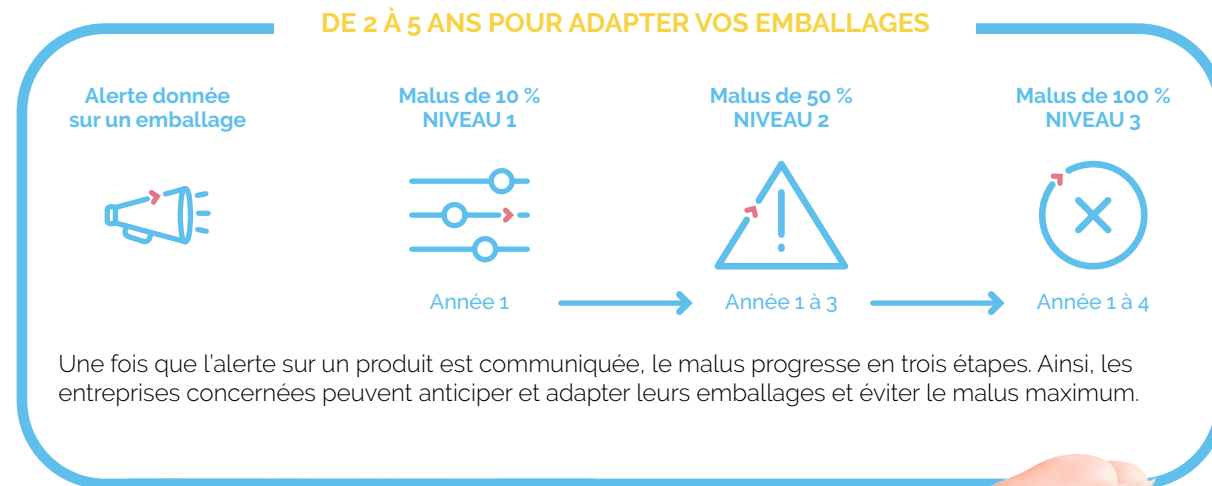 DE 2 À 5 ANS POUR ADAPTER VOS EMBALLAGES
Alerte donnée
sur un emballage
Malus de 10 %
NIVEAU 1
Malus de 50 %
NIVEAU 2
Malus de 100 %
NIVEAU 3
Année 1
Année 1 à 3
Année 1 à 4
Une fois que l’alerte sur un produit est communiquée, le malus progresse en trois étapes. Ainsi, les
entreprises concernées peuvent anticiper et adapter leurs emballages et éviter le malus maximum.